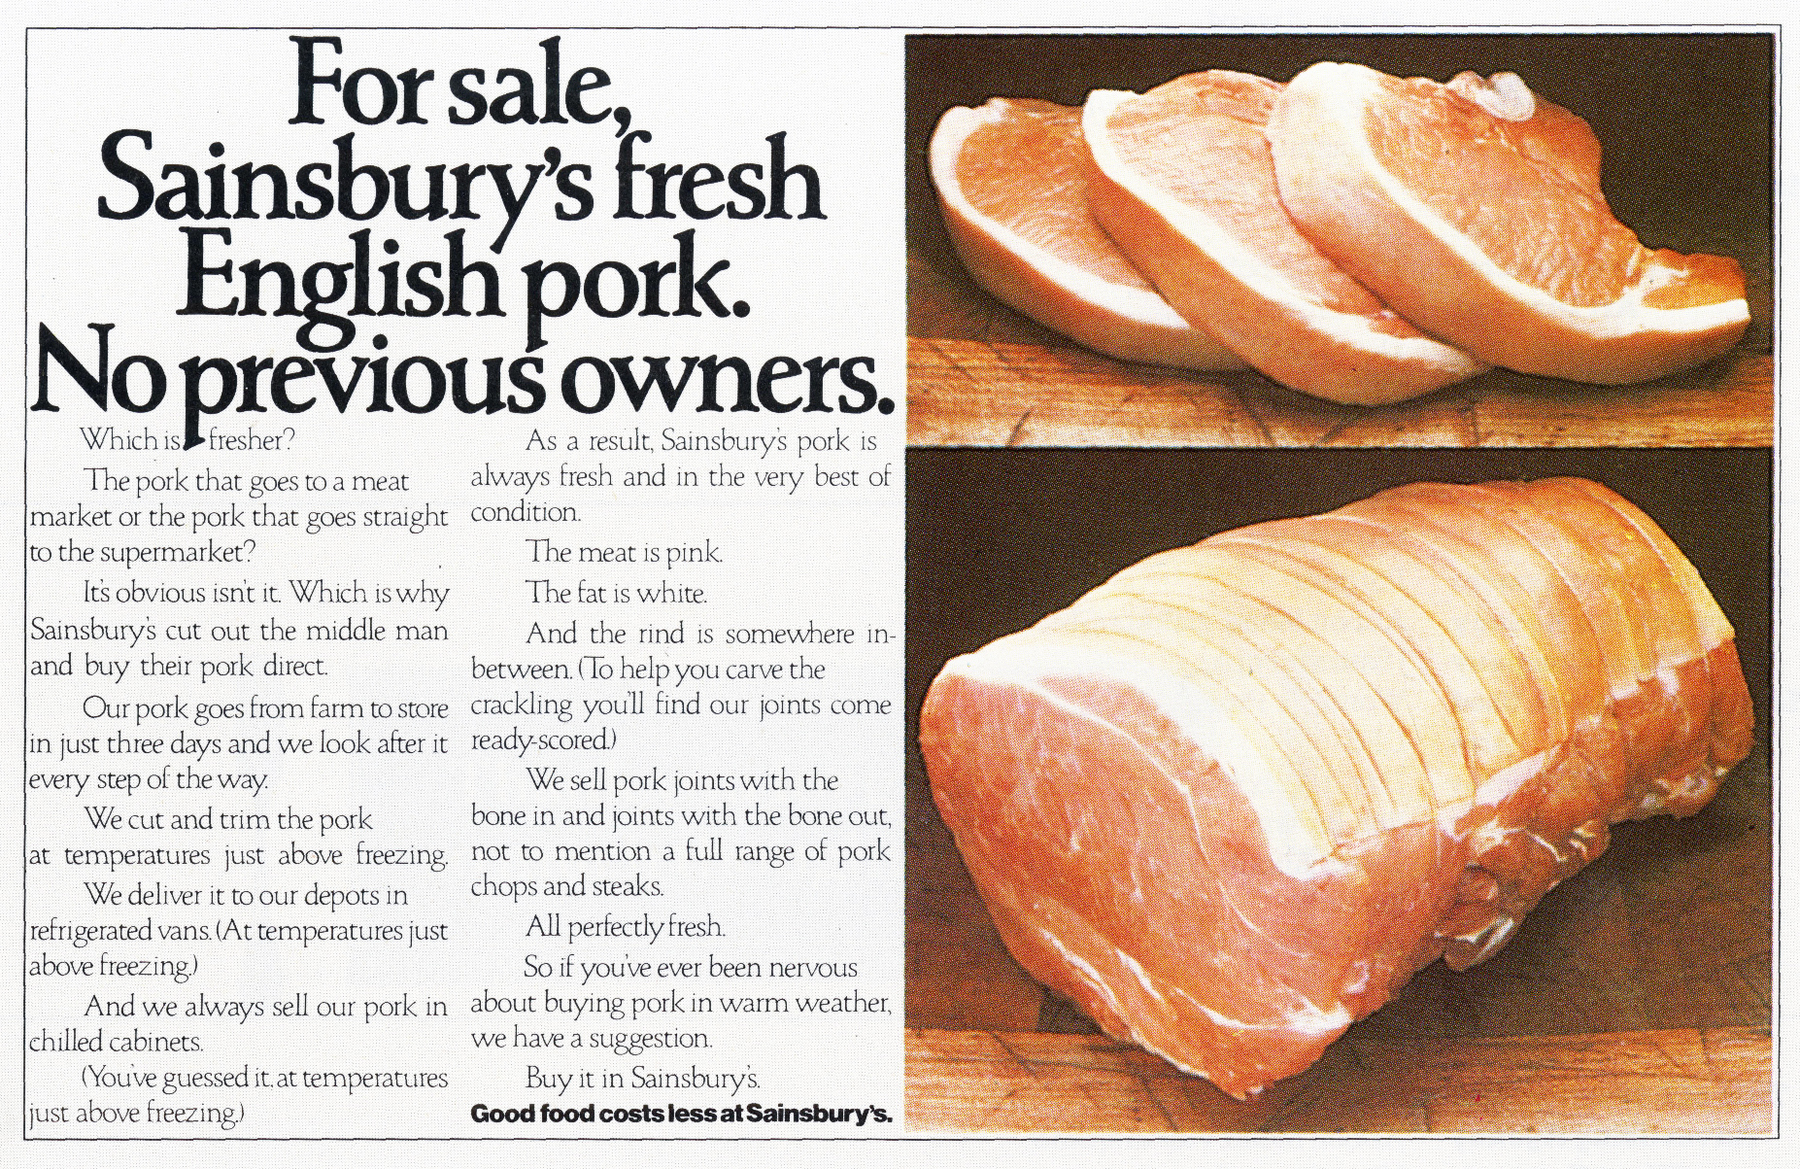 For sale,
Sainsbury's fresh
English pork.
No previous owners.
Which is fresher?
The pork that goes to a meat
market or the pork that goes straight
to the supermarket?
It's obvious isn't it. Which is why
Sainsbury's cut out the middle man
and buy their pork direct.
Our pork goes from farm to store
in just three days and we look after it
every step of the way.
We cut and trim the pork
at temperatures just above freezing.
We deliver it to our depots in
refrigerated vans. (At temperatures just
above freezing.)
And we always sell our pork in
chilled cabinets.
(You've guessed it, at temperatures
just above freezing.)
As a result, Sainsbury's pork is
always fresh and in the very best of
condition.
The meat is pink.
The fat is white.
And the rind is somewhere in-
between. (To help you carve the
crackling you'll find our joints come
ready-scored.)
We sell pork joints with the
bone in and joints with the bone out,
not to mention a full range of pork
chops and steaks.
All perfectly fresh.
So if you've ever been nervous
about buying pork in warm weather,
we have a suggestion.
Buy it in Sainsbury's.
Good food costs less at Sainsbury's.